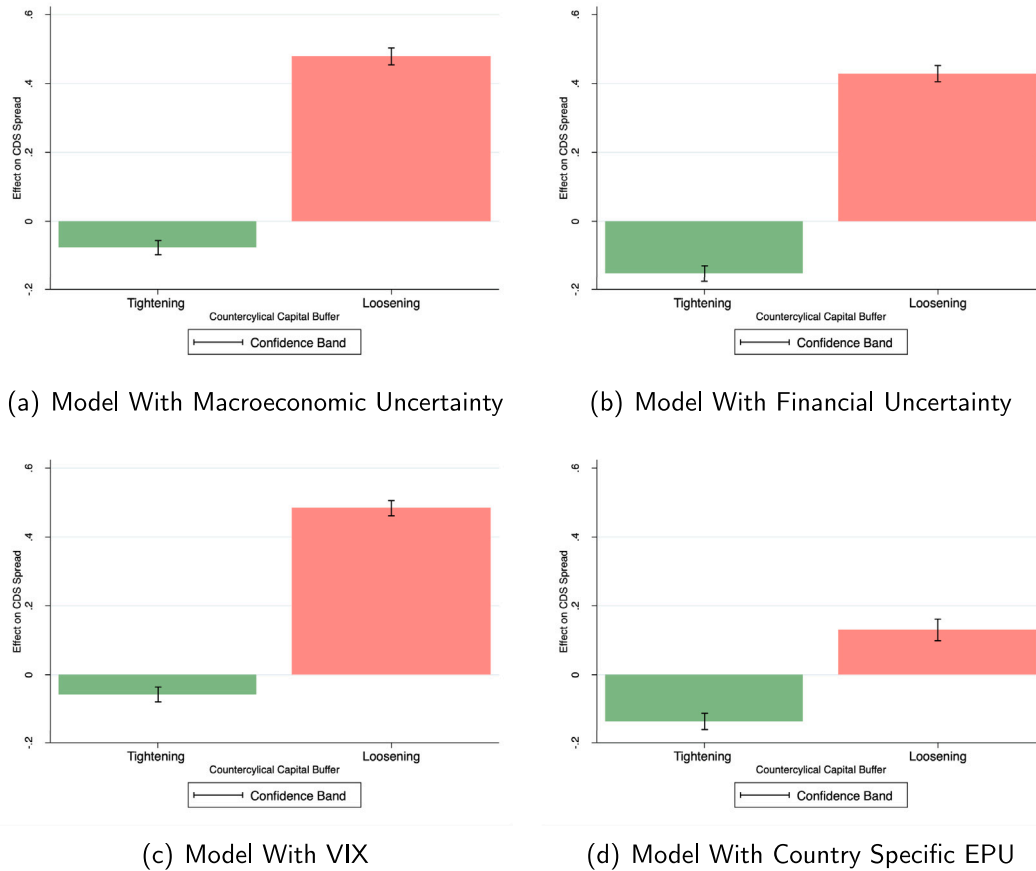 .6
.4
.2
0
-.2
Effect on CDS Spread
Tightening
Loosening
Countercylical Capital Buffer
Confidence Band
(a) Model With Macroeconomic Uncertainty
.6
.4
.2
0
-.2
Effect on CDS Spread
Tightening
Loosening
Countercylical Capital Buffer
Confidence Band
(b) Model With Financial Uncertainty
.6
.4
.2
0
-.2
Effect on CDS Spread
Tightening
Loosening
Countercylical Capital Buffer
Confidence Band
(c) Model With VIX
.6
.4
.2
0
-.2
Effect on CDS Spread
Tightening
Loosening
Countercylical Capital Buffer
Confidence Band
(d) Model With Country Specific EPU